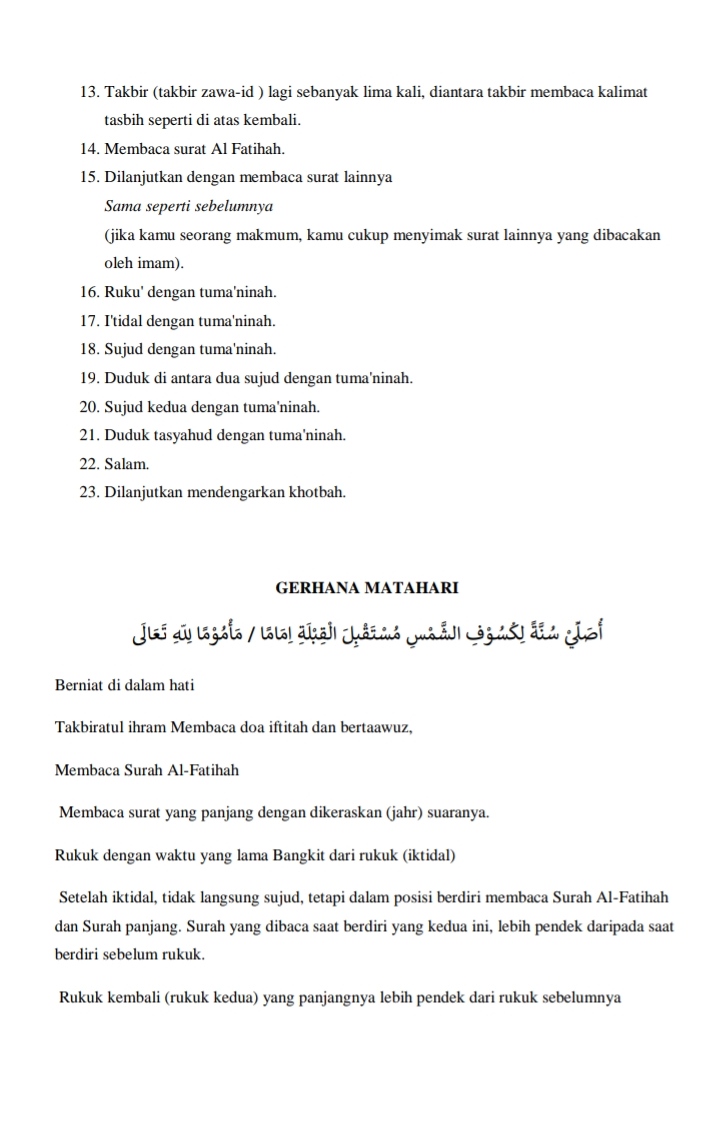 13. Takbir (takbir zawa-id ) lagi sebanyak lima kali, diantara takbir membaca kalimat
tasbih seperti di atas kembali.
14. Membaca surat Al Fatihah.
15. Dilanjutkan dengan membaca surat lainnya
Sama seperti sebelumnya
(jika kamu seorang makmum, kamu cukup menyimak surat lainnya yang dibacakan
oleh imam).
16. Ruku' dengan tuma'ninah.
17. I'tidal dengan tuma'ninah.
18. Sujud dengan tuma'ninah.
19. Duduk di antara dua sujud dengan tuma'ninah.
20. Sujud kedua dengan tuma'ninah.
21. Duduk tasyahud dengan tuma'ninah.
22. Salam.
23. Dilanjutkan mendengarkan khotbah.
GERHANA MATAHARI
أُصَلِّيْ سُنَّةً لِكُسُوْفِ الشَّمْسِ مُسْتَقْبِلَ الْقِبْلَةِ اِمَامًا / مَأْمُوْمًا لِلّٰهِ تَعَالَى
Berniat di dalam hati
Takbiratul ihram Membaca doa iftitah dan bertaawuz,
Membaca Surah Al-Fatihah
Membaca surat yang panjang dengan dikeraskan (jahr) suaranya.
Rukuk dengan waktu yang lama Bangkit dari rukuk (iktidal)
Setelah iktidal, tidak langsung sujud, tetapi dalam posisi berdiri membaca Surah Al-Fatihah
dan Surah panjang. Surah yang dibaca saat berdiri yang kedua ini, lebih pendek daripada saat
berdiri sebelum rukuk.
Rukuk kembali (rukuk kedua) yang panjangnya lebih pendek dari rukuk sebelumnya